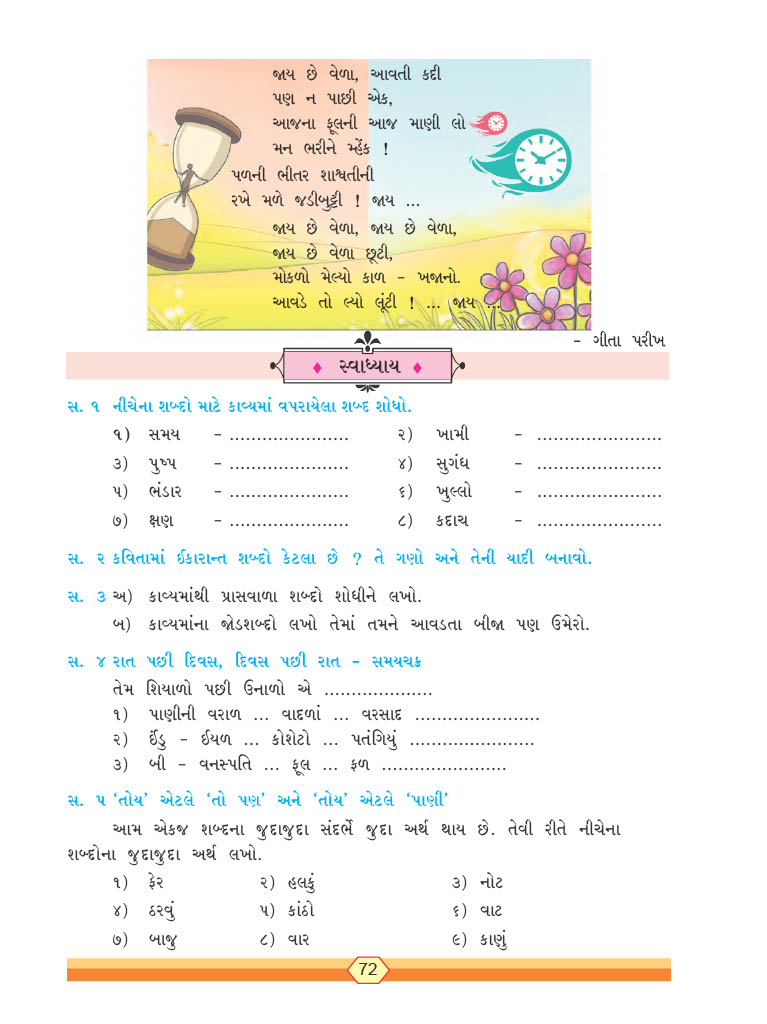 જાય છે વેળા, આવતી કદી
પણ ન પાછી એક,
આજના ફૂલની આજ માણી લો
મન ભરીને મ્હેંક !
પળની ભીતર શાશ્વતીની
રખે મળે જડીબુટ્ટી ! જાય ...
જાય છે વેળા, જાય છે વેળા,
જાય છે વેળા છૂટી,
મોકળો મેલ્યો કાળ - ખજાનો.
આવડે તો લ્યો લૂંટી ! ... જાય ...
- ગીતા પરીખ
♦ સ્વાધ્યાય ♦
સ. ૧ નીચેના શબ્દો માટે કાવ્યમાં વપરાયેલા શબ્દ શોધો.
૧) સમય - ...................... ૨) ખામી - .......................
૩) પુષ્પ - ...................... ૪) સુગંધ - .......................
૫) ભંડાર - ...................... ૬) ખુલ્લો - .......................
૭) ક્ષણ - ...................... ૮) કદાચ - .......................
સ. ૨ કવિતામાં ઈકારાન્ત શબ્દો કેટલા છે ? તે ગણો અને તેની યાદી બનાવો.
સ. ૩ અ) કાવ્યમાંથી પ્રાસવાળા શબ્દો શોધીને લખો.
બ) કાવ્યમાંના જોડશબ્દો લખો તેમાં તમને આવડતા બીજા પણ ઉમેરો.
સ. ૪ રાત પછી દિવસ, દિવસ પછી રાત - સમયચક્ર
તેમ શિયાળો પછી ઉનાળો એ ....................
૧) પાણીની વરાળ ... વાદળાં ... વરસાદ .......................
૨) ઈંડુ - ઈયળ ... કોશેટો ... પતંગિયું .......................
૩) બી - વનસ્પતિ ... ફૂલ ... ફળ .......................
સ. ૫ ‘તોય’ એટલે ‘તો પણ’ અને ‘તોય’ એટલે ‘પાણી’
આમ એકજ શબ્દના જુદાજુદા સંદર્ભે જુદા અર્થ થાય છે. તેવી રીતે નીચેના
શબ્દોના જુદાજુદા અર્થ લખો.
૧) ફેર ૨) હલકું ૩) નોટ
૪) ઠરવું ૫) કાંઠો ૬) વાટ
૭) બાજુ ૮) વાર ૯) કાણું
72